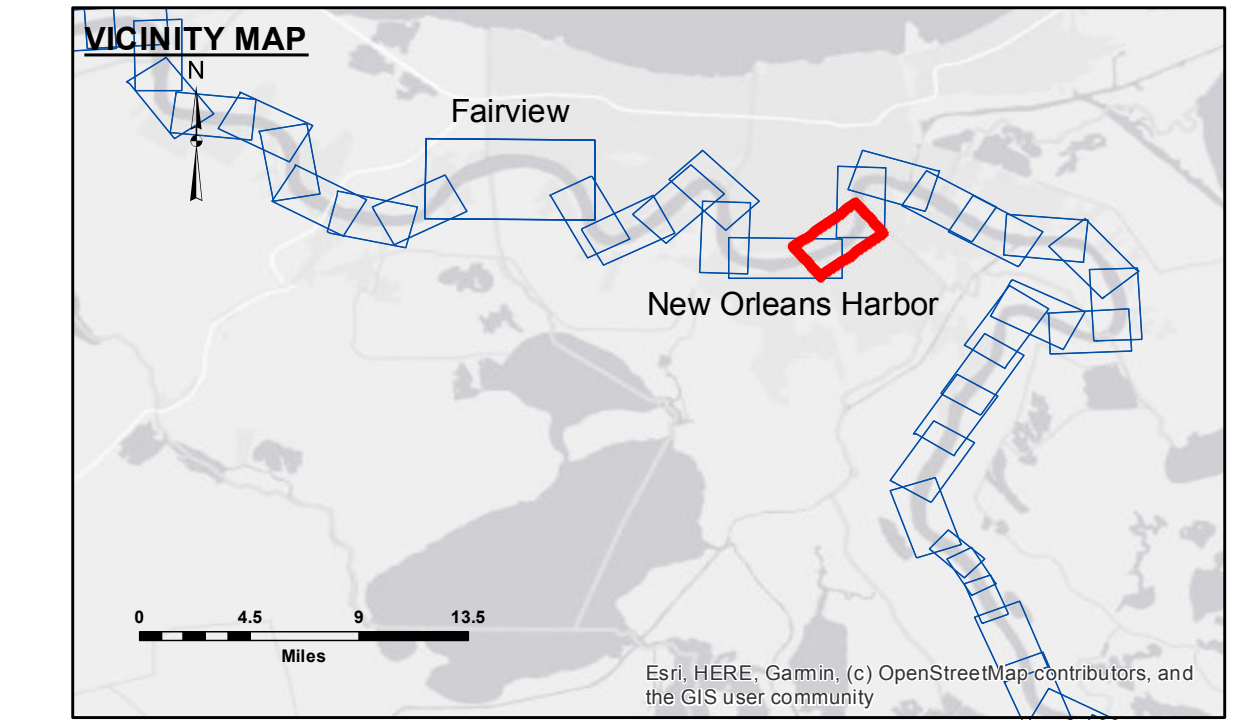 VICINITY MAP
N
Fairview
New Orleans Harbor
0 4.5 9 13.5
Miles
Esri, HERE, Garmin, (c) OpenStreetMap contributors, and
the GIS user community